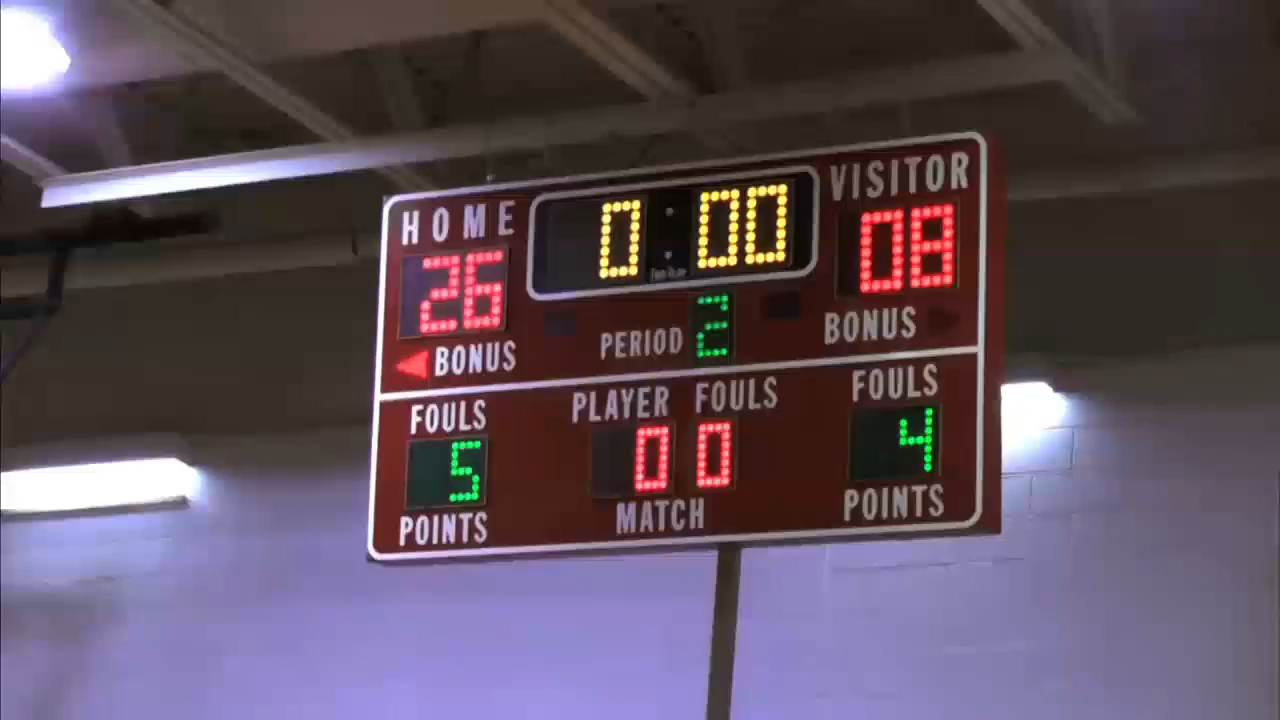 HOME
0:00
VISITOR
26
08
BONUS
PERIOD 2
BONUS
FOULS
PLAYER FOULS
FOULS
5
0 0
4
POINTS
MATCH
POINTS